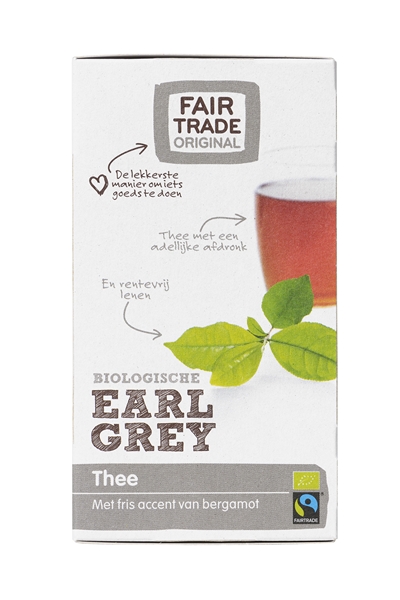 FAIR
TRADE
ORIGINAL
De lekkerste
manier om iets
goeds te doen
Thee met een
adellijke afdronk
En rentevrij
lenen
BIOLOGISCHE
EARL
GREY
Thee
Met fris accent van bergamot
FAIRTRADE